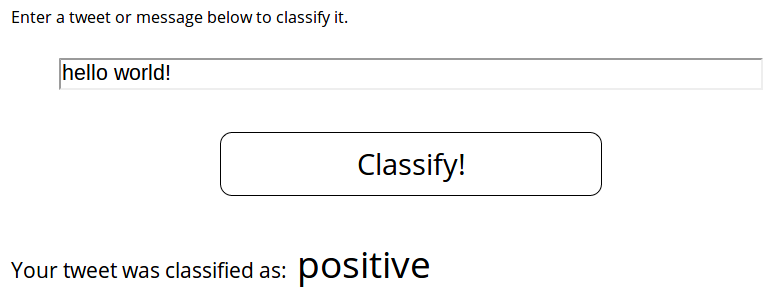 Enter a tweet or message below to classify it.
hello world!
Classify!
Your tweet was classified as: positive